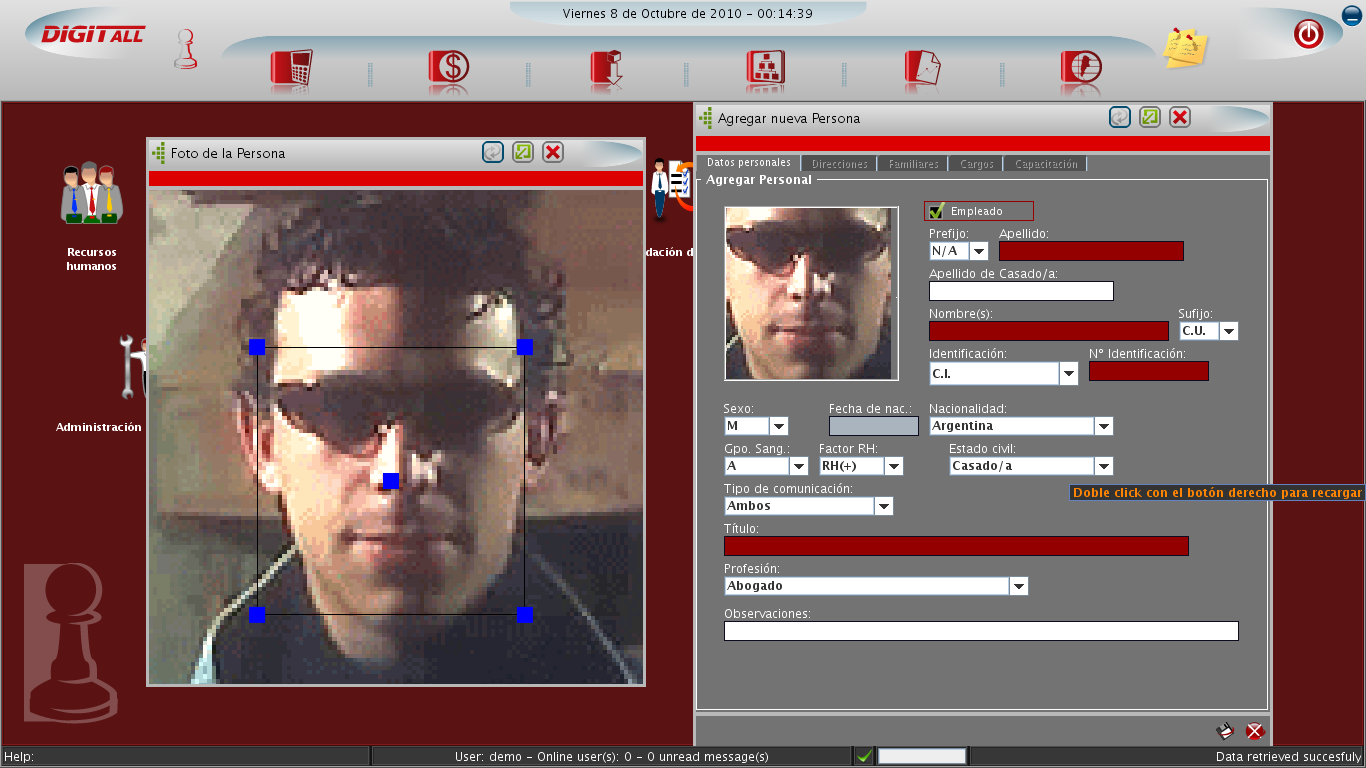 Viernes 8 de Octubre de 2010 - 00:14:39
DIGITALL
Foto de la Persona
Agregar nueva Persona
Datos personales
Direcciones
Familiares
Cargos
Capacitación
Agregar Personal
Empleado
Prefijo:
Apellido:
N/A
Apellido de Casado/a:
Nombre(s):
Sufijo:
C.U.
Identificación:
Nº Identificación:
C.I.
Sexo:
Fecha de nac.:
Nacionalidad:
M
Argentina
Gpo. Sang.:
Factor RH:
Estado civil:
A
RH(+)
Casado/a
Tipo de comunicación:
Doble click con el botón derecho para recargar
Ambos
Título:
Profesión:
Abogado
Observaciones:
Recursos
humanos
dación d
Administración
Help:
User: demo - Online user(s): 0 - 0 unread message(s)
Data retrieved succesfuly